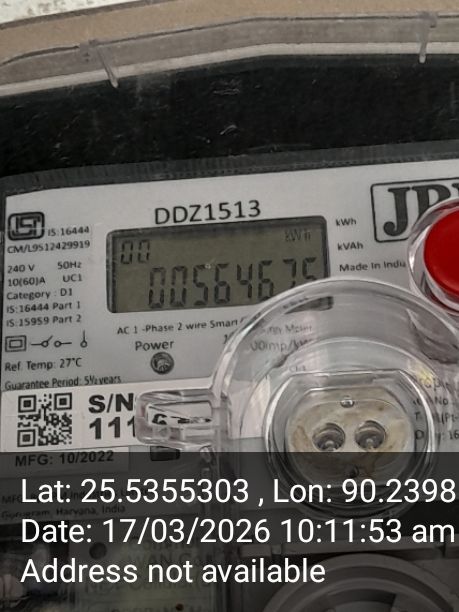 DDZ1513
IS:16444
CM/L9512429919
240 V 50Hz
10(60)A UC1
Category : D1
IS:16444 Part 1
IS:15959 Part 2
00
kWh
00564675
kWh
kVAh
Made In India
AC 1 -Phase 2 wire Smart
Power
Ref. Temp: 27°C
Guarantee Period: 5½ years
S/N
111
MFG: 10/2022
Gurugram, Haryana, India
Lat: 25.5355303 , Lon: 90.2398
Date: 17/03/2026 10:11:53 am
Address not available